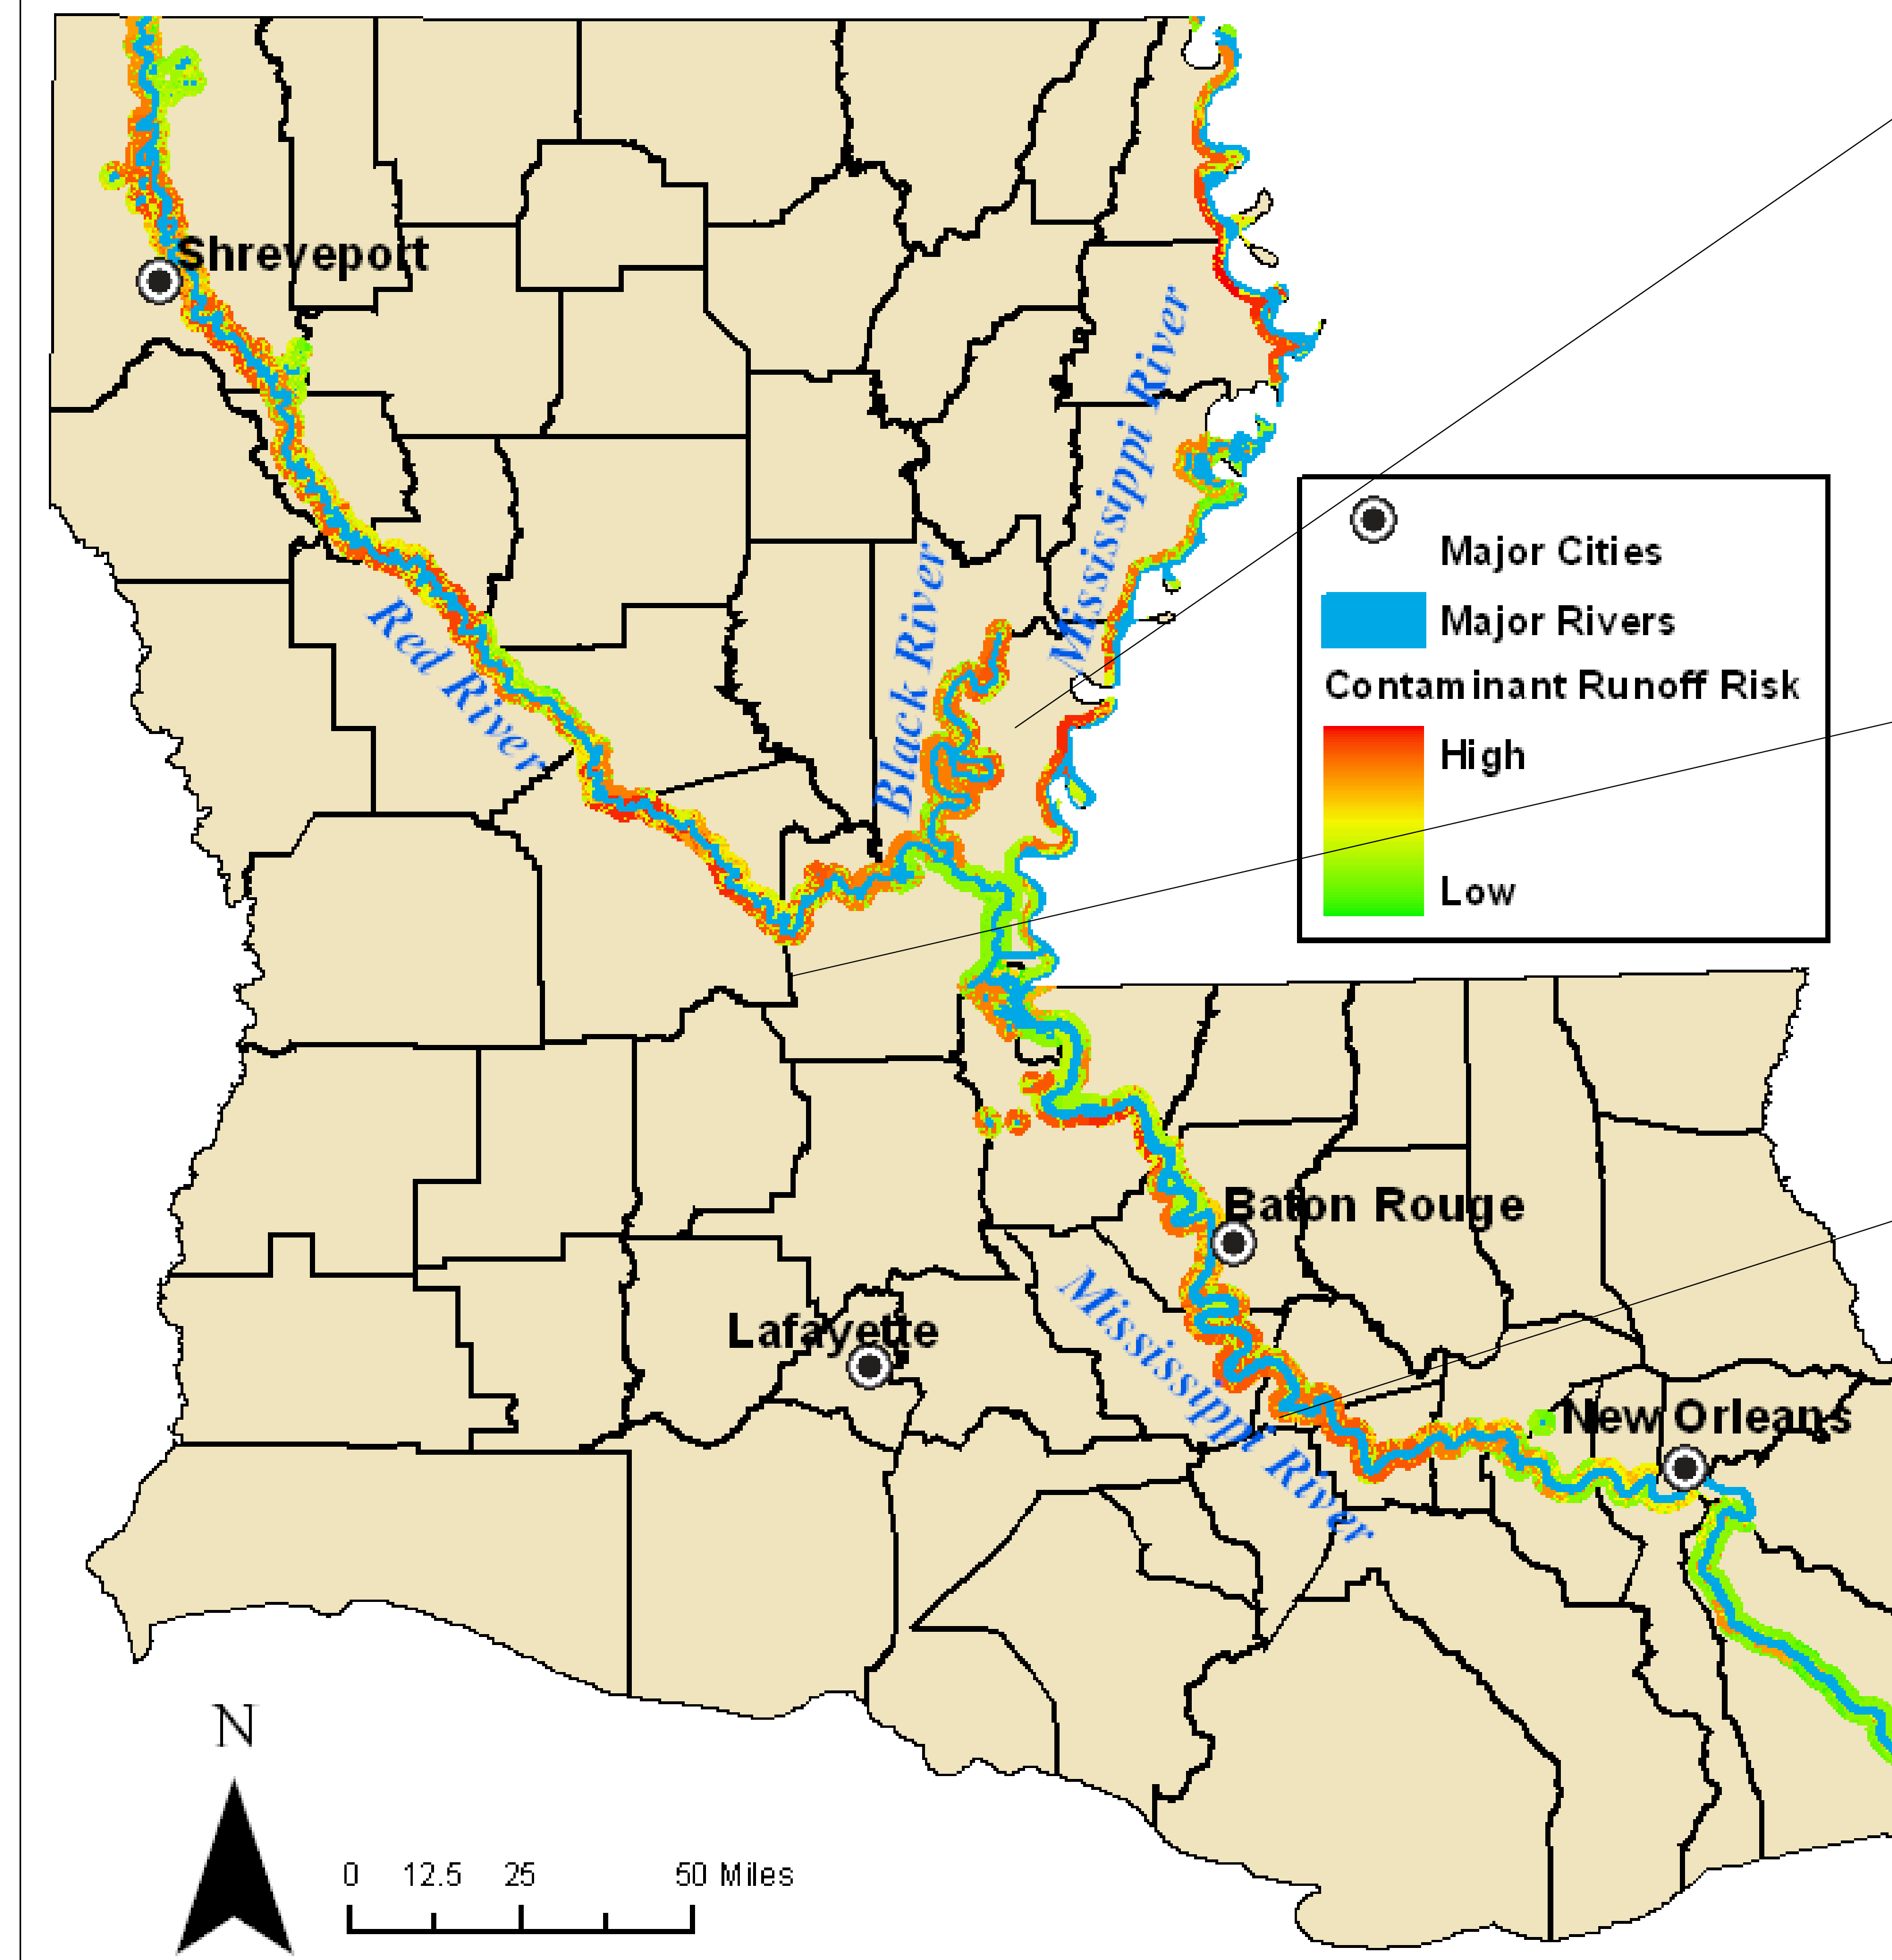 Shreveport
Mississippi River
Black River
Red River
Major Cities
Major Rivers
Contaminant Runoff Risk
High
Low
Baton Rouge
Lafayette
Mississippi River
New Orleans
N
0 12.5 25 50 Miles